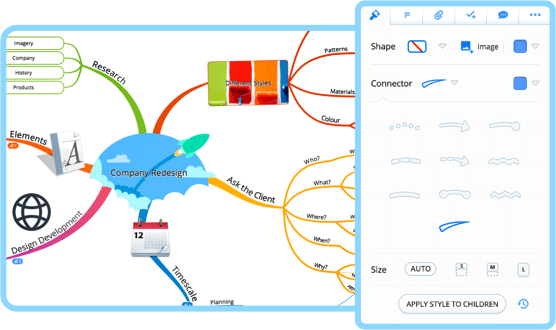 Imagery
Company
History
Products
Research
Elements
Design Development
Company Redesign
12
Timescale
Planning
Different Styles
Patterns
Materials
Colour
Ask the Client
Who?
What?
Where?
When?
Why?
Shape
Image
Connector
Size
AUTO
S
M
L
APPLY STYLE TO CHILDREN